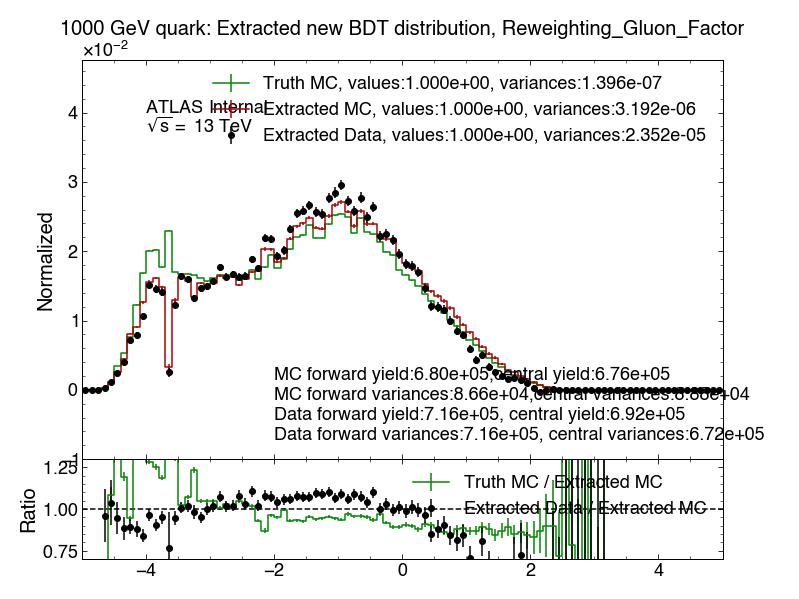 1000 GeV quark: Extracted new BDT distribution, Reweighting_Gluon_Factor
×10−2
Truth MC, values:1.000e+00, variances:1.396e-07
ATLAS Internal
Extracted MC, values:1.000e+00, variances:3.192e-06
√s = 13 TeV
Extracted Data, values:1.000e+00, variances:2.352e-05
4
3
2
1
0
Normalized
MC forward yield:6.80e+05, central yield:6.76e+05
MC forward variances:8.66e+04,central variances:8.86e+04
Data forward yield:7.16e+05, central yield:6.92e+05
Data forward variances:7.16e+05, central variances:6.72e+05
1
1.25
1.00
0.75
Ratio
Truth MC / Extracted MC
Extracted Data / Extracted MC
−4 −2 0 2 4